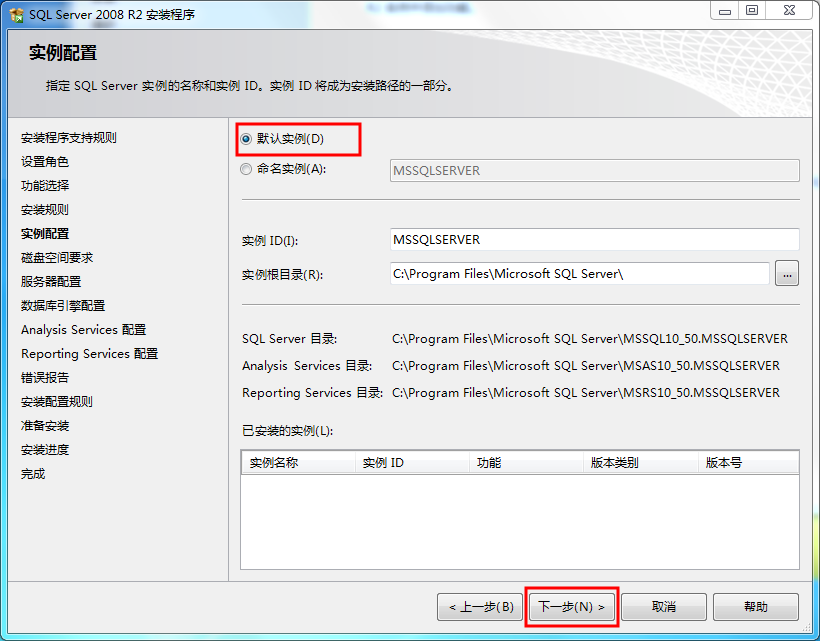 SQL Server 2008 R2 安装程序
实例配置
指定 SQL Server 实例的名称和实例 ID。实例 ID 将成为安装路径的一部分。
安装程序支持规则
设置角色
功能选择
安装规则
实例配置
磁盘空间要求
服务器配置
数据库引擎配置
Analysis Services 配置
Reporting Services 配置
错误报告
安装配置规则
准备安装
安装进度
完成
默认实例(D)
命名实例(A): MSSQLSERVER
实例 ID(I): MSSQLSERVER
实例根目录(R): C:\Program Files\Microsoft SQL Server\ ...
SQL Server 目录: C:\Program Files\Microsoft SQL Server\MSSQL10_50.MSSQLSERVER
Analysis Services 目录: C:\Program Files\Microsoft SQL Server\MSAS10_50.MSSQLSERVER
Reporting Services 目录: C:\Program Files\Microsoft SQL Server\MSRS10_50.MSSQLSERVER
已安装的实例(L):
实例名称 实例 ID 功能 版本类别 版本号
< 上一步(B) 下一步(N) > 取消 帮助